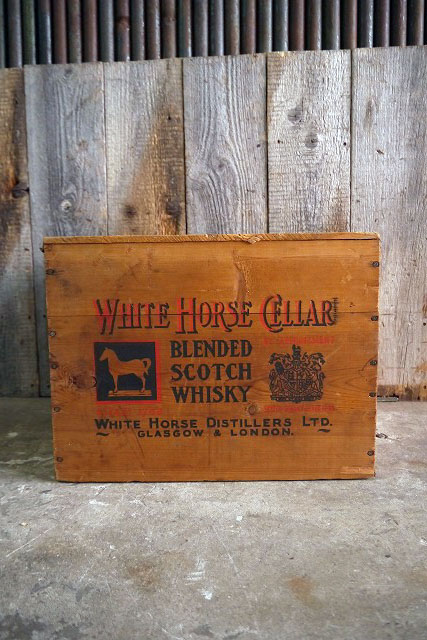 WHITE HORSE CELLAR
BLENDED
SCOTCH
WHISKY
WHITE HORSE DISTILLERS LTD.
GLASGOW & LONDON.